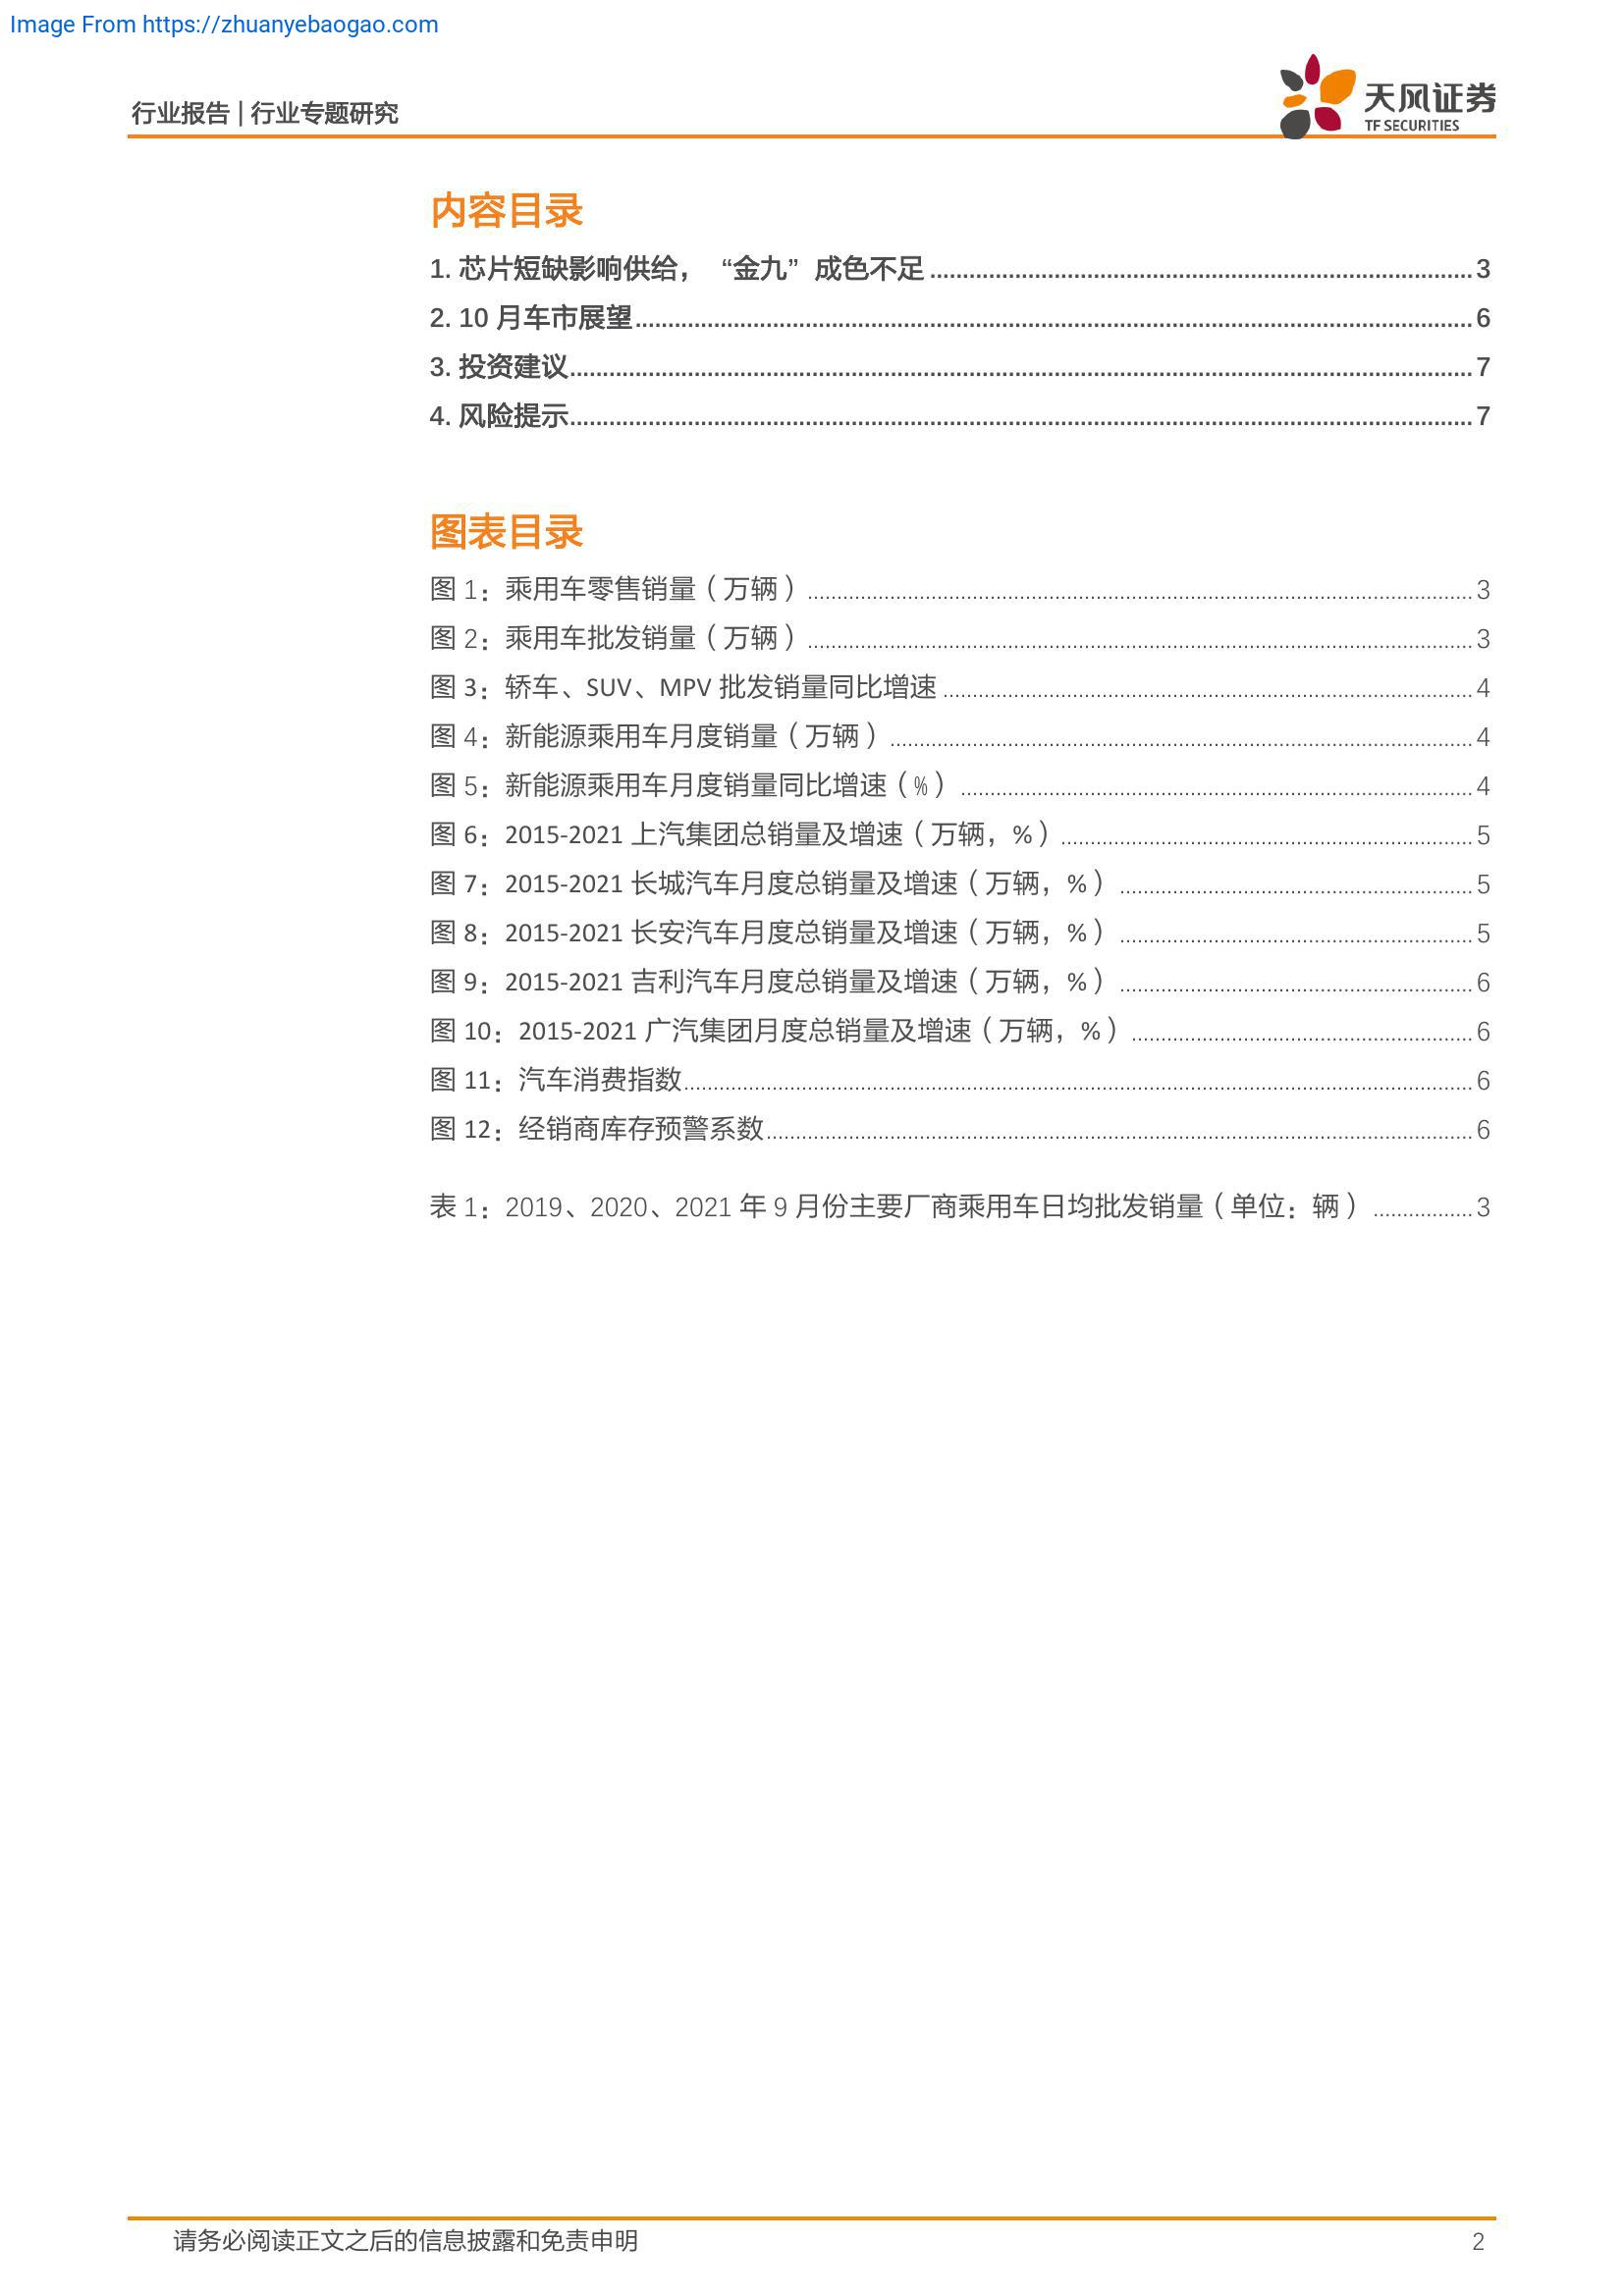 Image From https://zhuanyebaogao.com
行业报告 | 行业专题研究
天风证券
TF SECURITIES
内容目录
1. 芯片短缺影响供给，“金九”成色不足 ........ 3
2. 10 月车市展望 ........ 6
3. 投资建议 ........ 7
4. 风险提示 ........ 7
图表目录
图 1：乘用车零售销量（万辆） ........ 3
图 2：乘用车批发销量（万辆） ........ 3
图 3：轿车、SUV、MPV 批发销量同比增速 ........ 4
图 4：新能源乘用车月度销量（万辆） ........ 4
图 5：新能源乘用车月度销量同比增速（%） ........ 4
图 6：2015-2021 上汽集团总销量及增速（万辆，%） ........ 5
图 7：2015-2021 长城汽车月度总销量及增速（万辆，%） ........ 5
图 8：2015-2021 长安汽车月度总销量及增速（万辆，%） ........ 5
图 9：2015-2021 吉利汽车月度总销量及增速（万辆，%） ........ 6
图 10：2015-2021 广汽集团月度总销量及增速（万辆，%） ........ 6
图 11：汽车消费指数 ........ 6
图 12：经销商库存预警系数 ........ 6
表 1：2019、2020、2021 年 9 月份主要厂商乘用车日均批发销量（单位：辆） ........ 3
请务必阅读正文之后的信息披露和免责申明 2